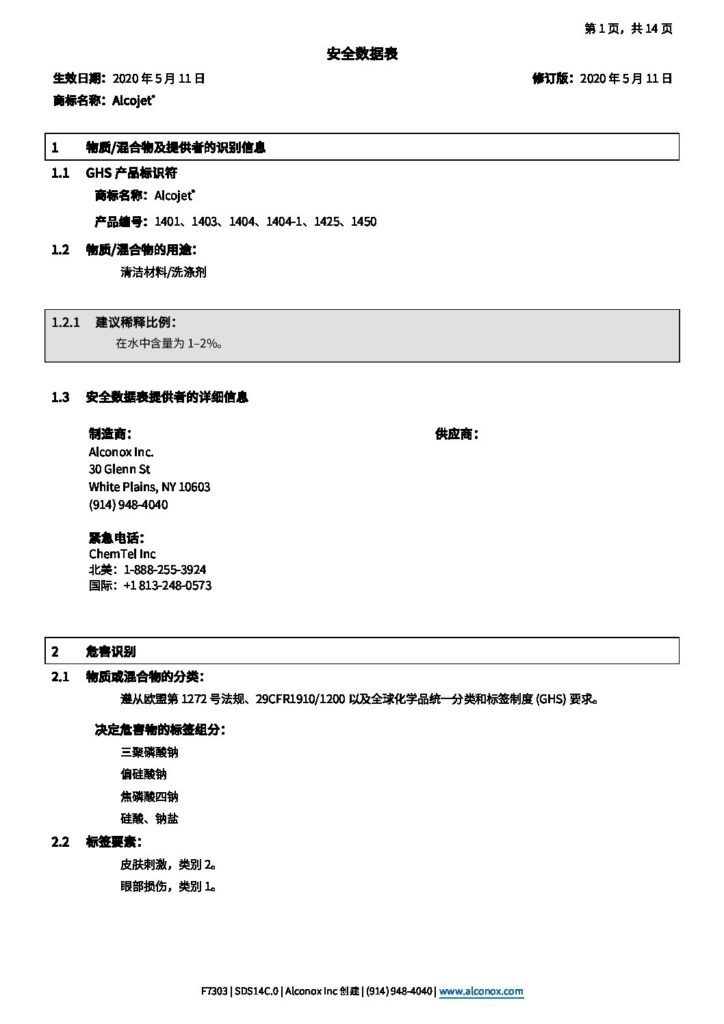 第 1 页，共 14 页
安全数据表
生效日期：2020 年 5 月 11 日 修订版：2020 年 5 月 11 日
商标名称：Alcojet®
1 物质/混合物及提供者的识别信息
1.1 GHS 产品标识符
商标名称：Alcojet®
产品编号：1401、1403、1404、1404-1、1425、1450
1.2 物质/混合物的用途：
清洁材料/洗涤剂
1.2.1 建议稀释比例：
在水中含量为 1–2%。
1.3 安全数据表提供者的详细信息
制造商： 供应商：
Alconox Inc.
30 Glenn St
White Plains, NY 10603
(914) 948-4040
紧急电话：
ChemTel Inc
北美：1-888-255-3924
国际：+1 813-248-0573
2 危害识别
2.1 物质或混合物的分类：
遵从欧盟第 1272 号法规、29CFR1910/1200 以及全球化学品统一分类和标签制度 (GHS) 要求。
决定危害物的标签组分：
三聚磷酸钠
偏硅酸钠
焦磷酸四钠
硅酸、钠盐
2.2 标签要素：
皮肤刺激，类别 2。
眼部损伤，类别 1。
F7303 | SDS14C.0 | Alconox Inc 创建 | (914) 948-4040 | www.alconox.com